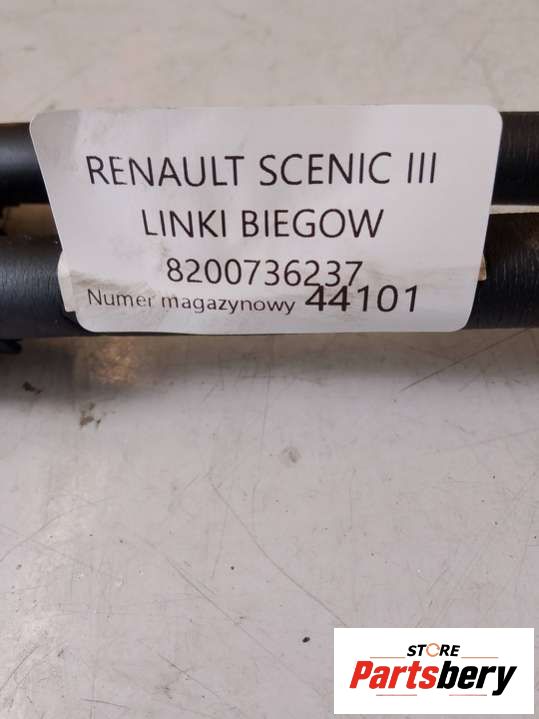 RENAULT SCENIC III
LINKI BIEGOW
8200736237
Numer magazynowy 44101
STORE
Partsbery